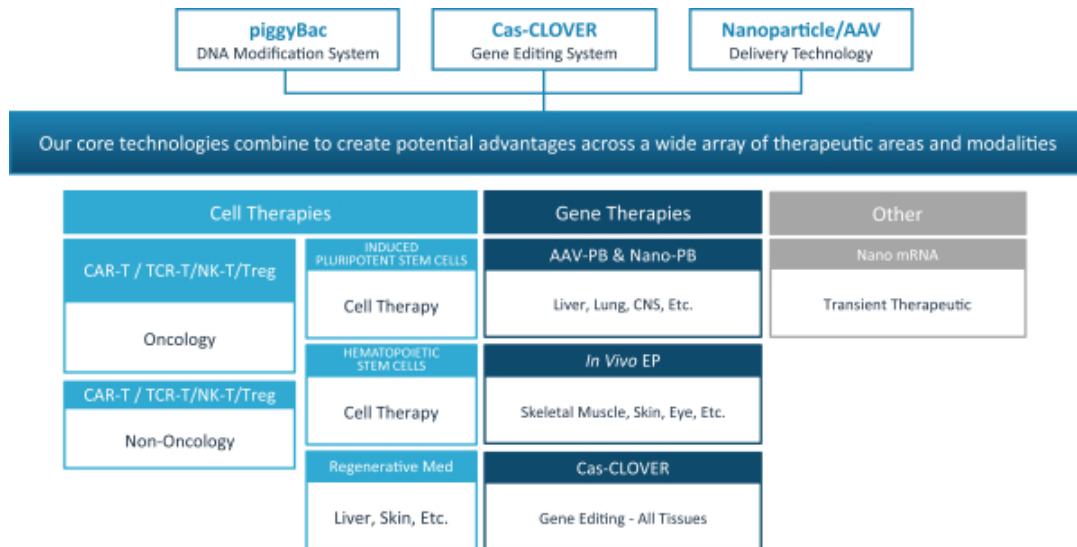 piggyBac
DNA Modification System
Cas-CLOVER
Gene Editing System
Nanoparticle/AAV
Delivery Technology
Our core technologies combine to create potential advantages across a wide array of therapeutic areas and modalities
Cell Therapies
CAR-T / TCR-T/NK-T/Treg
Oncology
CAR-T / TCR-T/NK-T/Treg
Non-Oncology
INDUCED
PLURIPOTENT STEM CELLS
Cell Therapy
HEMATOPOIETIC
STEM CELLS
Cell Therapy
Regenerative Med
Liver, Skin, Etc.
Gene Therapies
AAV-PB & Nano-PB
Liver, Lung, CNS, Etc.
In Vivo EP
Skeletal Muscle, Skin, Eye, Etc.
Cas-CLOVER
Gene Editing - All Tissues
Other
Nano mRNA
Transient Therapeutic